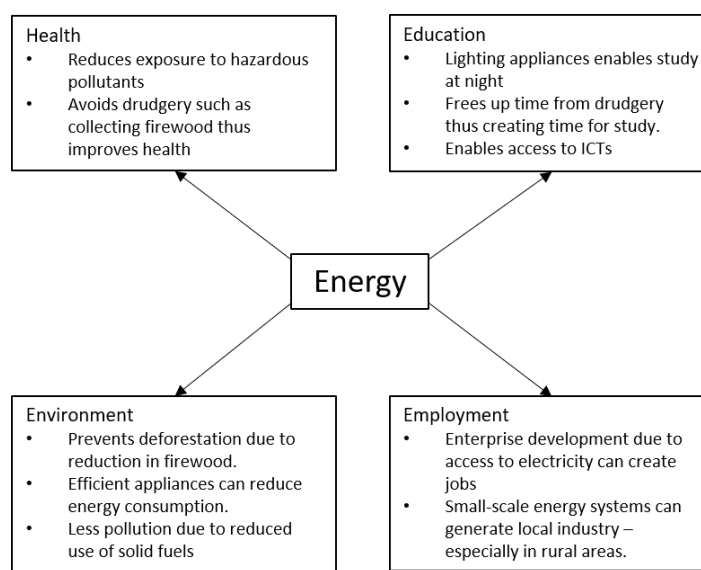 Health
• Reduces exposure to hazardous
pollutants
• Avoids drudgery such as
collecting firewood thus
improves health
Education
• Lighting appliances enables study
at night
• Frees up time from drudgery
thus creating time for study.
• Enables access to ICTs
Energy
Environment
• Prevents deforestation due to
reduction in firewood.
• Efficient appliances can reduce
energy consumption.
• Less pollution due to reduced
use of solid fuels
Employment
• Enterprise development due to
access to electricity can create
jobs
• Small-scale energy systems can
generate local industry –
especially in rural areas.